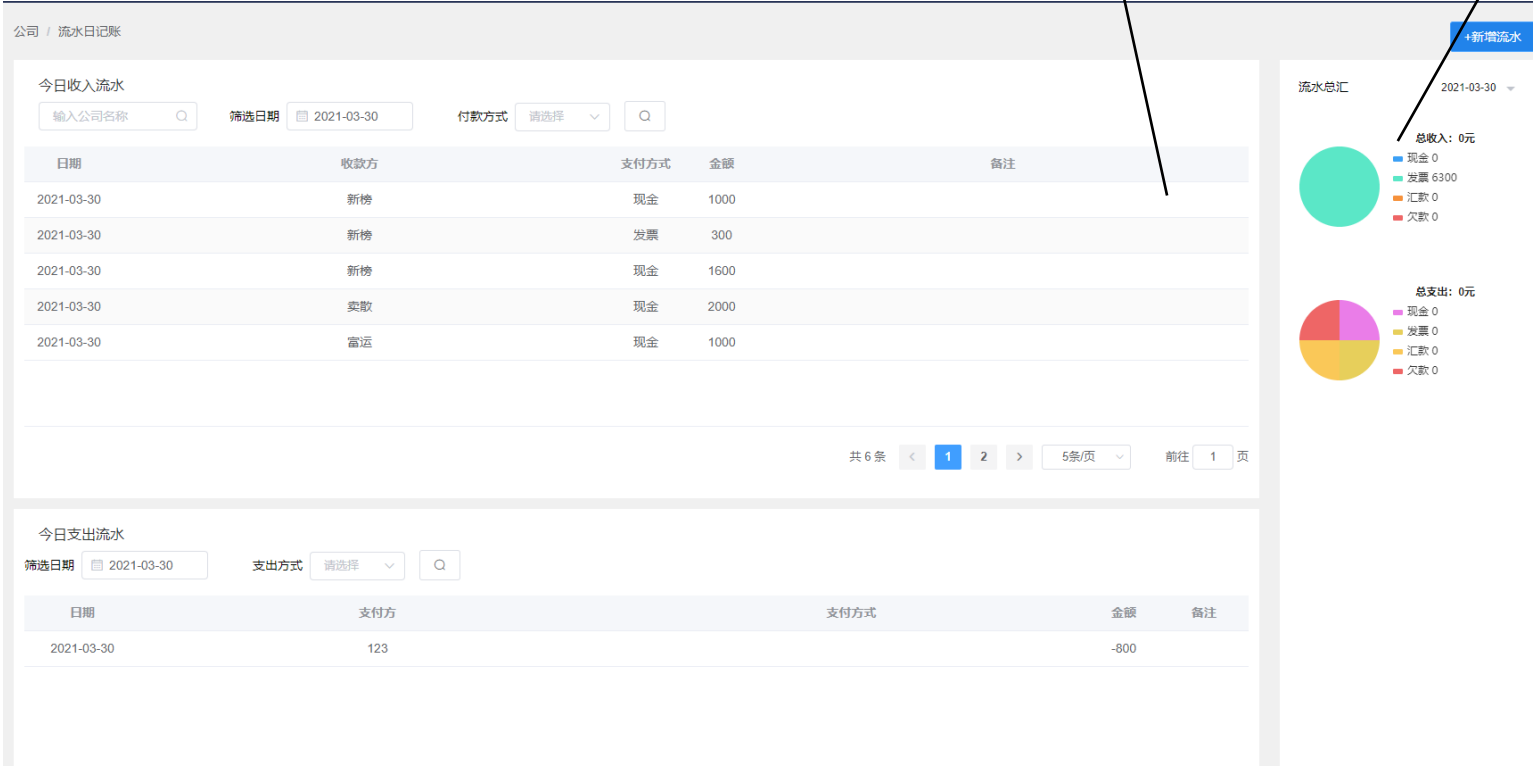 公司 / 流水日记账
+新增流水
今日收入流水
输入公司名称 筛选日期 2021-03-30 付款方式 请选择
日期 收款方 支付方式 金额 备注
2021-03-30 新榜 现金 1000
2021-03-30 新榜 发票 300
2021-03-30 新榜 现金 1600
2021-03-30 卖散 现金 2000
2021-03-30 富运 现金 1000
共 6 条 < 1 2 > 5条/页 前往 1 页
今日支出流水
筛选日期 2021-03-30 支出方式 请选择
日期 支付方 支付方式 金额 备注
2021-03-30 123 -800
流水总汇 2021-03-30
总收入：0元
现金 0
发票 6300
汇款 0
欠款 0
总支出：0元
现金 0
发票 0
汇款 0
欠款 0